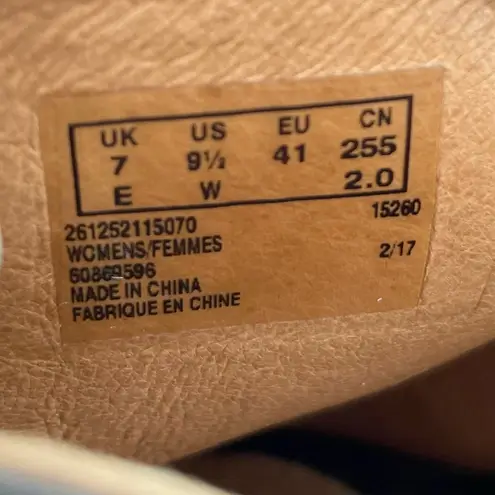 UK US EU CN
7 9½ 41 255
E W 2.0
261252115070 15260
WOMENS/FEMMES
60869596 2/17
MADE IN CHINA
FABRIQUE EN CHINE